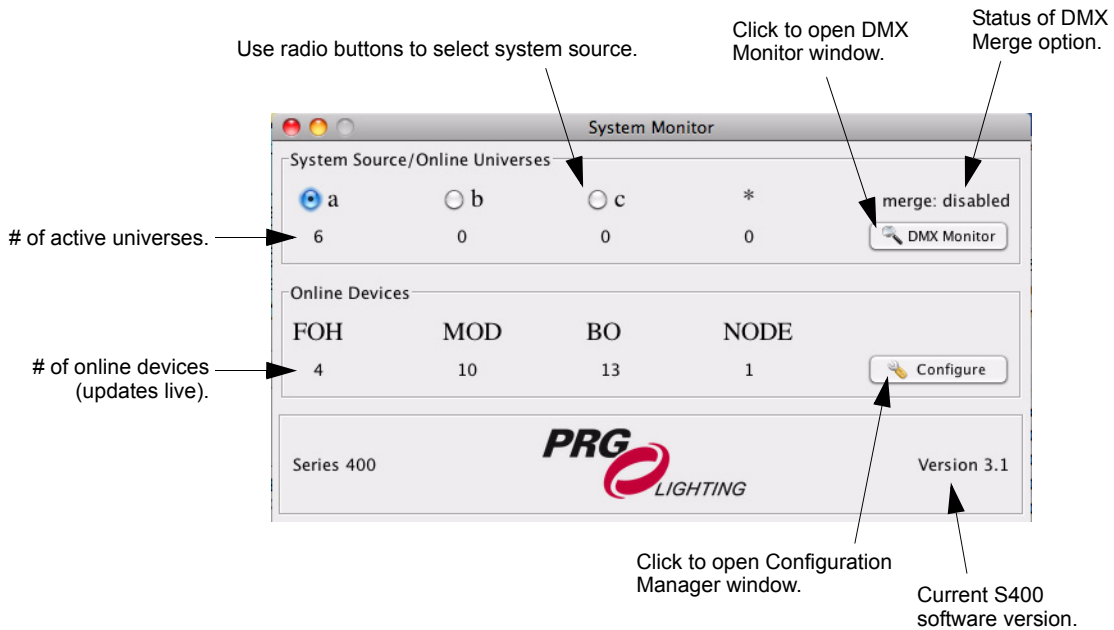 Use radio buttons to select system source.
Click to open DMX
Monitor window.
Status of DMX
Merge option.
System Monitor
System Source/Online Universes
a b c * merge: disabled
# of active universes.
6 0 0 0 DMX Monitor
Online Devices
FOH MOD BO NODE
# of online devices
(updates live).
4 10 13 1 Configure
Series 400
PRG
LIGHTING
Version 3.1
Click to open Configuration
Manager window.
Current S400
software version.